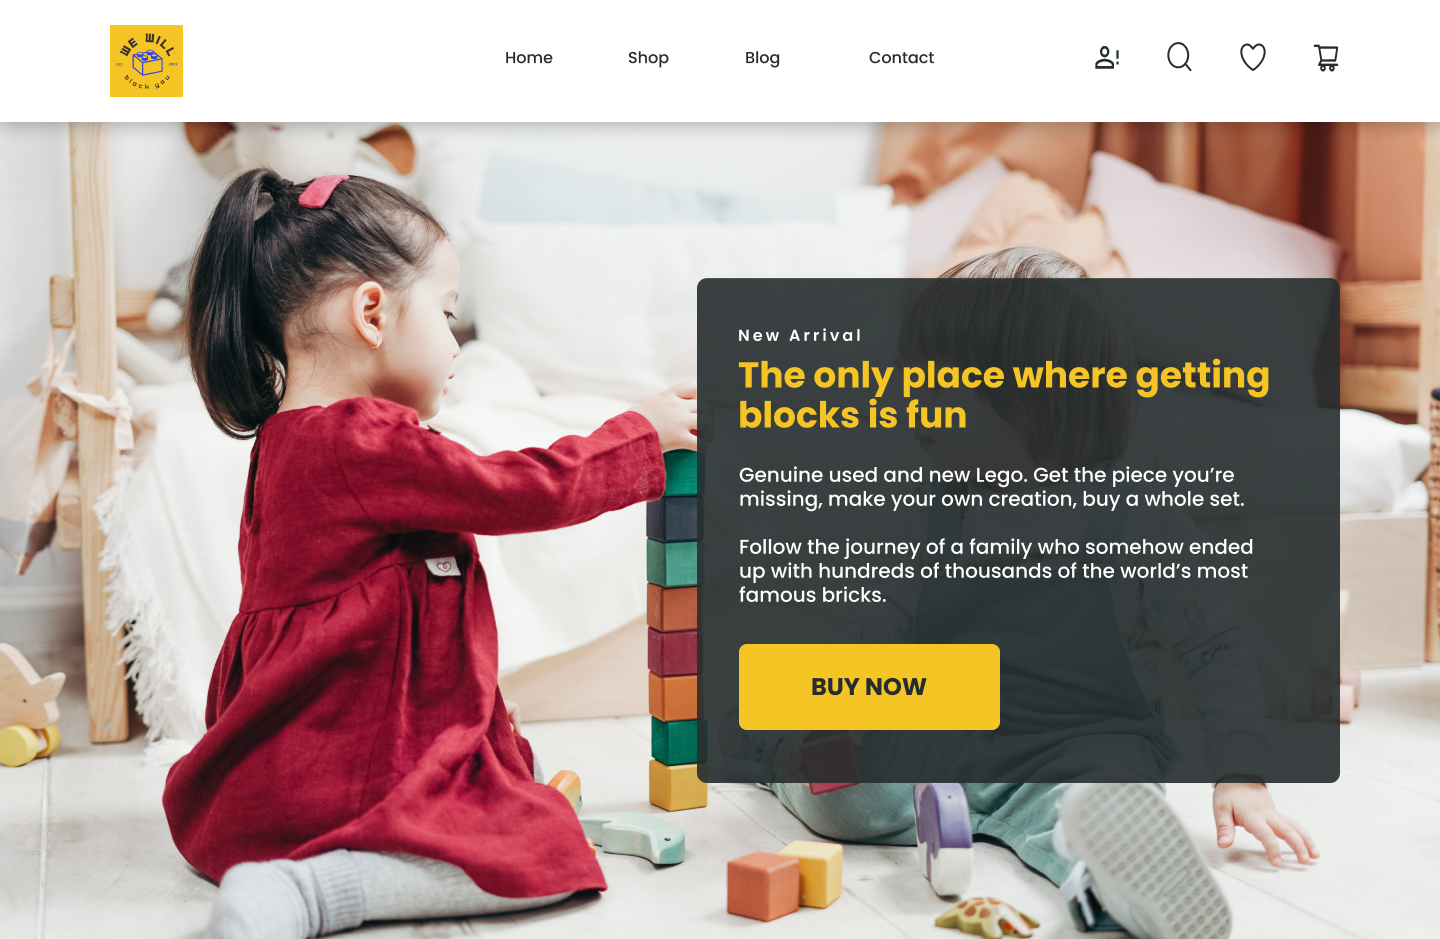 WE WILL
block you
Home
Shop
Blog
Contact
New Arrival
The only place where getting
blocks is fun
Genuine used and new Lego. Get the piece you’re
missing, make your own creation, buy a whole set.
Follow the journey of a family who somehow ended
up with hundreds of thousands of the world’s most
famous bricks.
BUY NOW